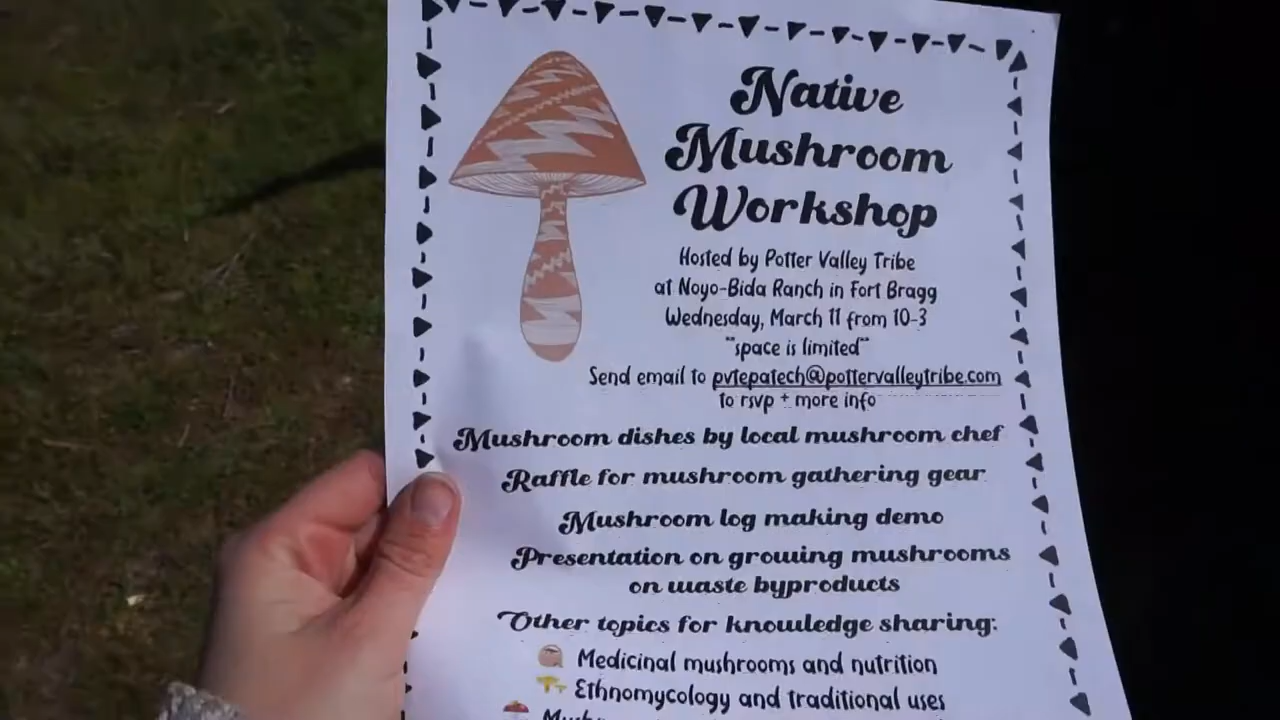 Native
Mushroom
Workshop
Hosted by Potter Valley Tribe
at Noyo-Bida Ranch in Fort Bragg
Wednesday, March 11 from 10-3
**space is limited**
Send email to pvtepatech@pottervalleytribe.com
to rsvp + more info
Mushroom dishes by local mushroom chef
Raffle for mushroom gathering gear
Mushroom log making demo
Presentation on growing mushrooms
on waste byproducts
Other topics for knowledge sharing:
Medicinal mushrooms and nutrition
Ethnomycology and traditional uses